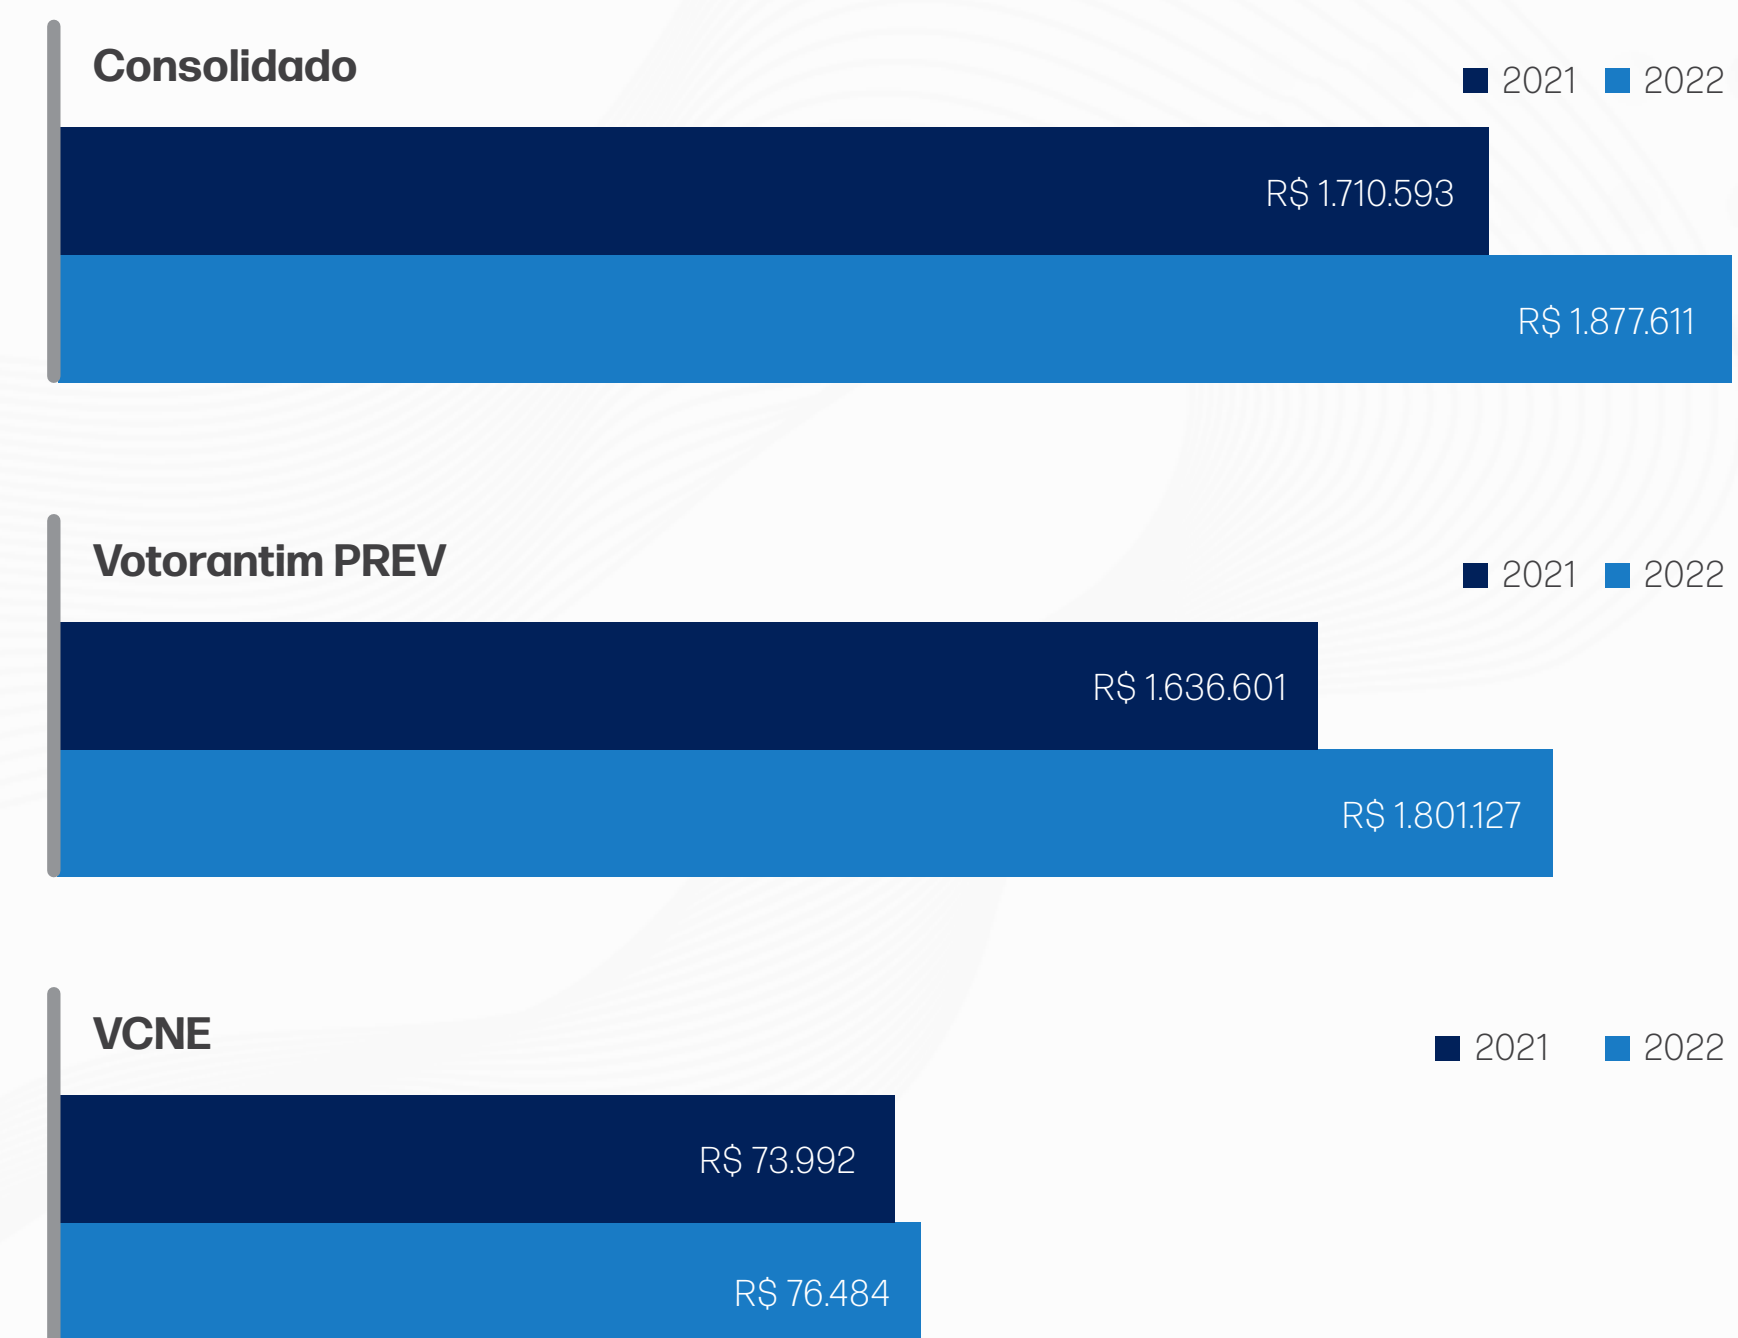 Consolidado
2021 2022
R$ 1.710.593
R$ 1.877.611
Votorantim PREV
2021 2022
R$ 1.636.601
R$ 1.801.127
VCNE
2021 2022
R$ 73.992
R$ 76.484